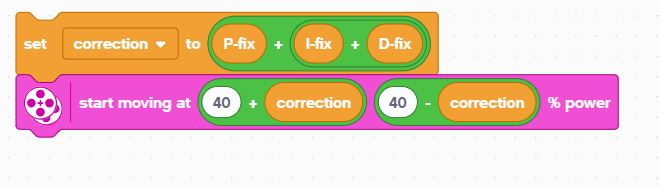 set correction to P-fix + I-fix + D-fix
start moving at 40 + correction 40 - correction % power